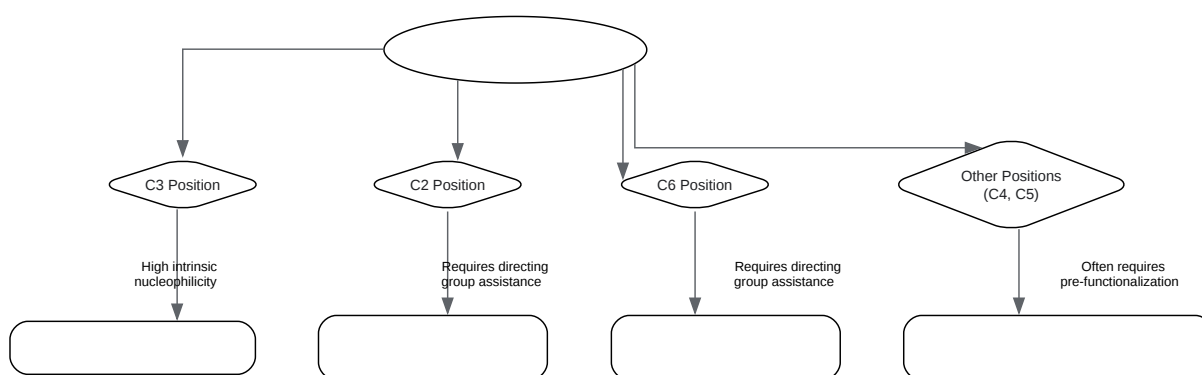 C3 Position
C2 Position
C6 Position
Other Positions
(C4, C5)
High intrinsic
nucleophilicity
Requires directing
group assistance
Requires directing
group assistance
Often requires
pre-functionalization